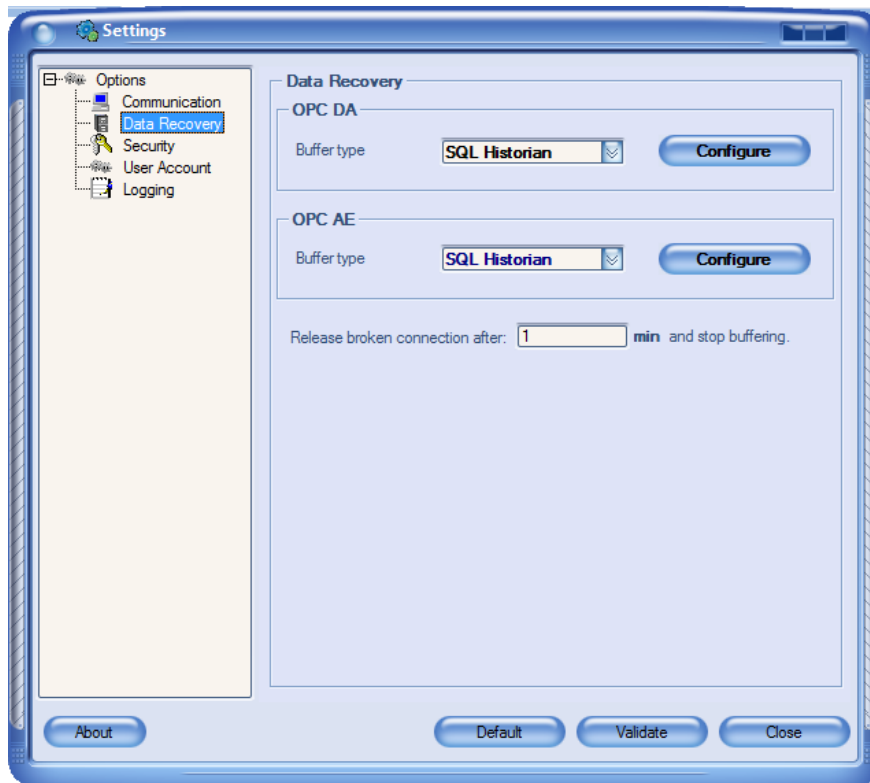 Settings
Options
Communication
Data Recovery
Security
User Account
Logging
Data Recovery
OPC DA
Buffer type SQL Historian Configure
OPC AE
Buffer type SQL Historian Configure
Release broken connection after: 1 min and stop buffering.
About Default Validate Close